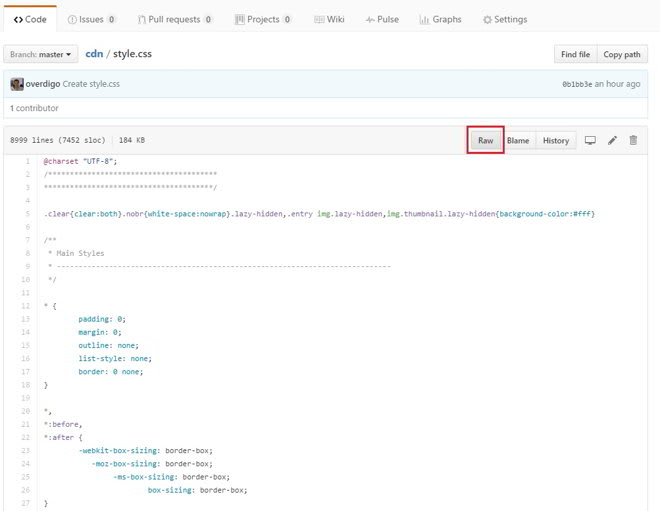 Code Issues 0 Pull requests 0 Projects 0 Wiki Pulse Graphs Settings
Branch: master cdn / style.css Find file Copy path
overdigo Create style.css 0b1bb3e an hour ago
1 contributor
8999 lines (7452 sloc) 184 KB Raw Blame History
1 @charset "UTF-8";
2 /***************************************
3 ***************************************/
4
5 .clear{clear:both}.nobr{white-space:nowrap}.lazy-hidden,.entry img.lazy-hidden,img.thumbnail.lazy-hidden{background-color:#fff}
6
7 /**
8 * Main Styles
9 * -----------------------------------------------------------------------------
10 */
11
12 * {
13 padding: 0;
14 margin: 0;
15 outline: none;
16 list-style: none;
17 border: 0 none;
18 }
19
20 *,
21 *:before,
22 *:after {
23 -webkit-box-sizing: border-box;
24 -moz-box-sizing: border-box;
25 -ms-box-sizing: border-box;
26 box-sizing: border-box;
27 }